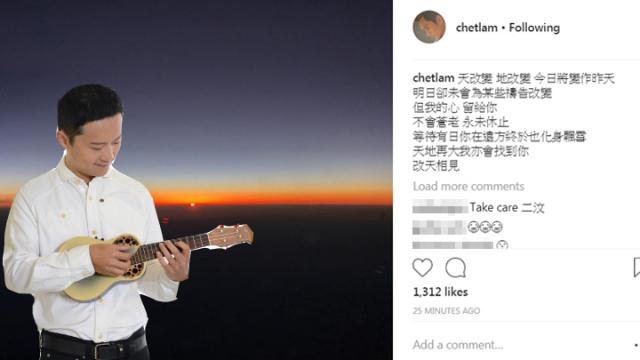 chetlam • Following
chetlam 天改變 地改變 今日將變作昨天
明日卻未會為某些禱告改變
但我的心 留給你
不會蒼老 永未休止
等待有日你在遠方終於也化身飄雪
天地再大我亦會找到你
改天相見
Load more comments
Take care 二汶
1,312 likes
25 MINUTES AGO
Add a comment...